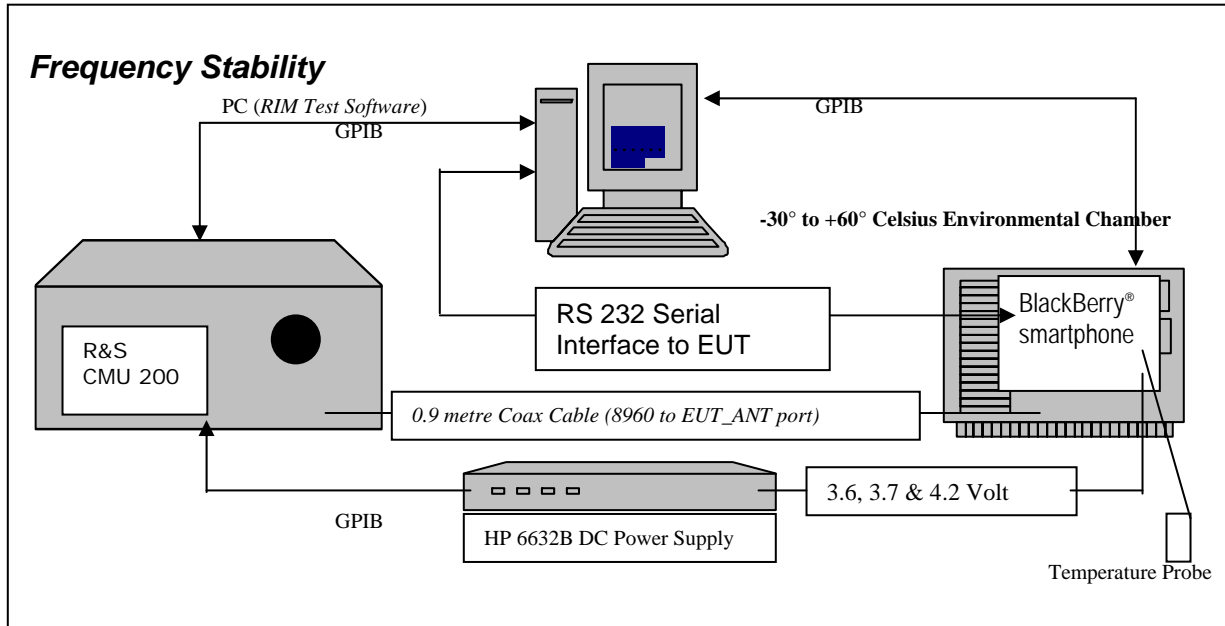 Frequency Stability
PC (RIM Test Software)
GPIB
GPIB
-30° to +60° Celsius Environmental Chamber
RS 232 Serial
Interface to EUT
BlackBerry®
smartphone
R&S
CMU 200
0.9 metre Coax Cable (8960 to EUT_ANT port)
3.6, 3.7 & 4.2 Volt
GPIB
HP 6632B DC Power Supply
Temperature Probe